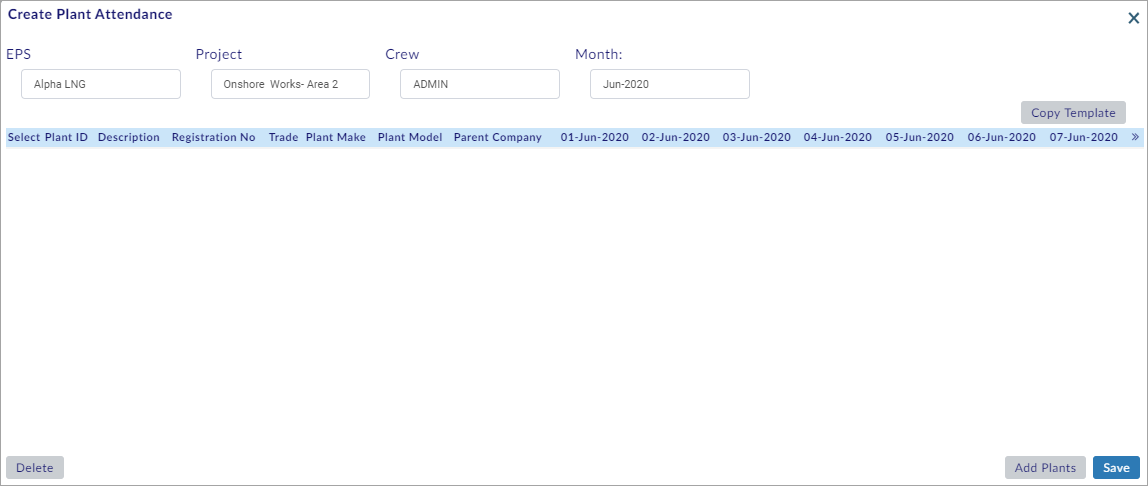 Create Plant Attendance
EPS Project Crew Month:
Alpha LNG Onshore Works- Area 2 ADMIN Jun-2020
Copy Template
Select Plant ID Description Registration No Trade Plant Make Plant Model Parent Company 01-Jun-2020 02-Jun-2020 03-Jun-2020 04-Jun-2020 05-Jun-2020 06-Jun-2020 07-Jun-2020 »
Delete Add Plants Save